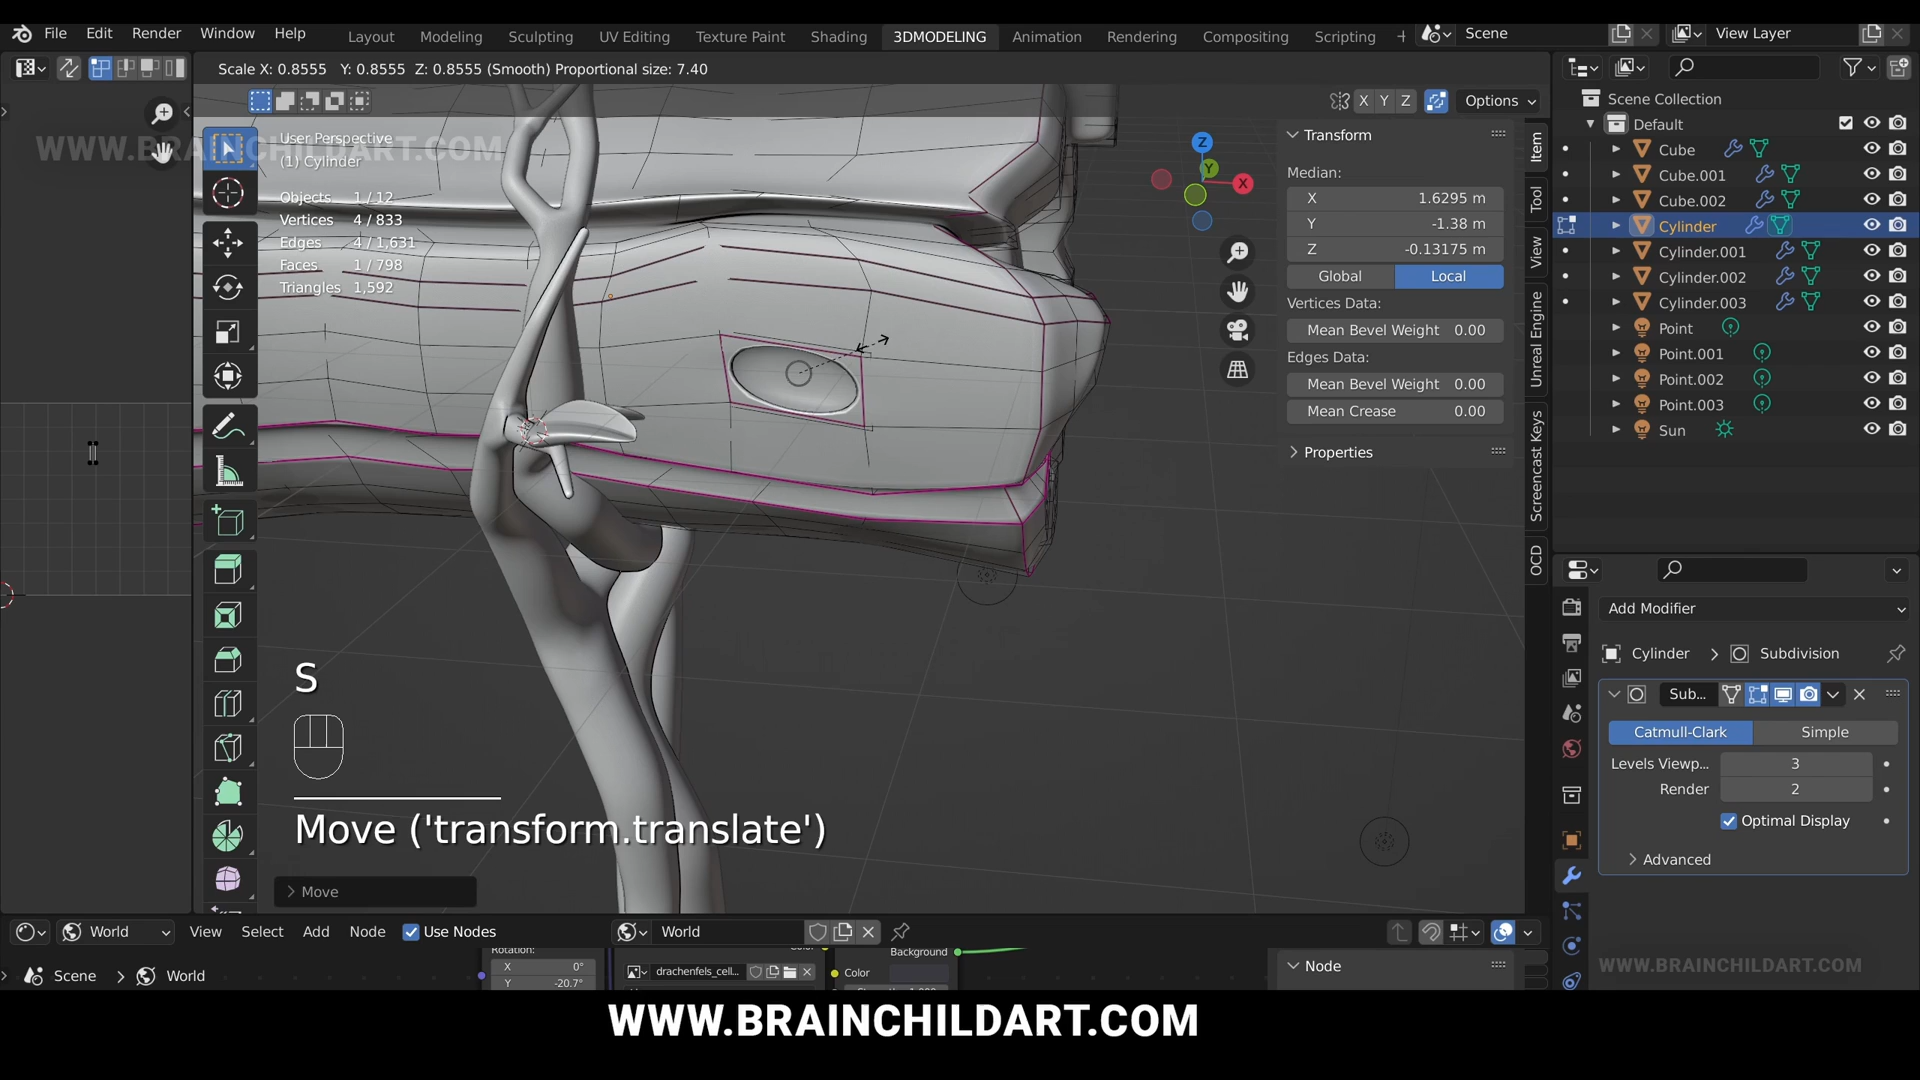 File Edit Render Window Help
Layout Modeling Sculpting UV Editing Texture Paint Shading 3DMODELING Animation Rendering Compositing Scripting +
Scene
View Layer
Scale X: 0.8555 Y: 0.8555 Z: 0.8555 (Smooth) Proportional size: 7.40
X Y Z Options
WWW.BRAINCHILDART.COM
User Perspective
(1) Cylinder
Objects 1 / 12
Vertices 4 / 833
Edges 4 / 1,631
Faces 1 / 798
Triangles 1,592
Z
Y
X
Transform
Median:
X 1.6295 m
Y -1.38 m
Z -0.13175 m
Global Local
Vertices Data:
Mean Bevel Weight 0.00
Edges Data:
Mean Bevel Weight 0.00
Mean Crease 0.00
Properties
Item
Tool
View
Unreal Engine
Screencast Keys
OCD
Scene Collection
Default
Cube
Cube.001
Cube.002
Cylinder
Cylinder.001
Cylinder.002
Cylinder.003
Point
Point.001
Point.002
Point.003
Sun
Add Modifier
Cylinder > Subdivision
Sub...
Catmull-Clark Simple
Levels Viewp... 3
Render 2
Optimal Display
Advanced
S
Move ('transform.translate')
Move
World View Select Add Node Use Nodes World
Scene > World
Rotation:
X 0°
Y -20.7°
drachenfels_cell...
Background
Color
Node
WWW.BRAINCHILDART.COM
WWW.BRAINCHILDART.COM